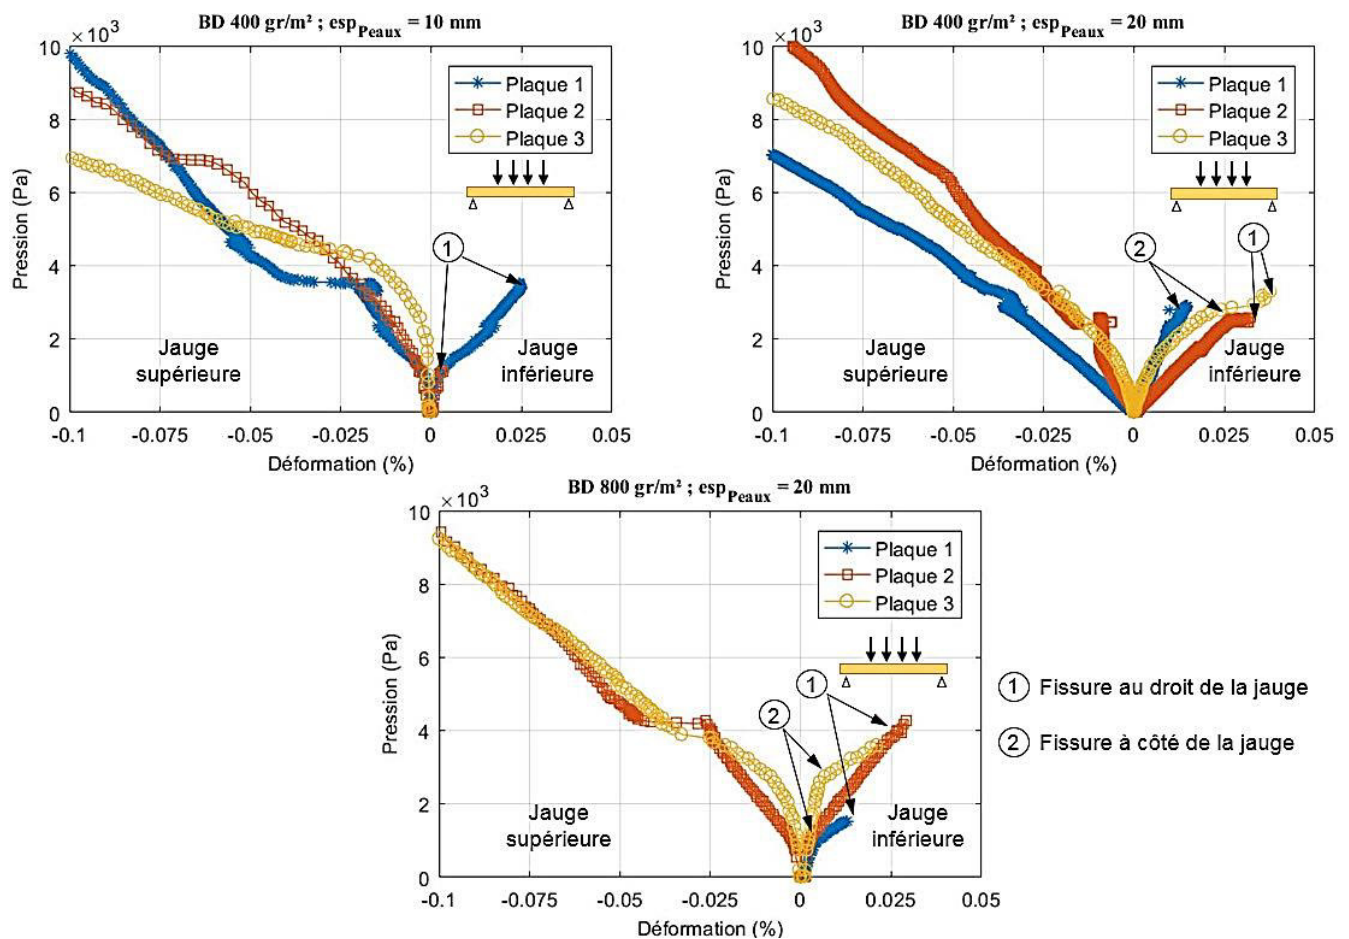 BD 400 gr/m² ; esp_Peaux = 10 mm
×10³
10
8
6
4
2
0
Pression (Pa)
Plaque 1
Plaque 2
Plaque 3
1
Jauge
supérieure
Jauge
inférieure
-0.1 -0.075 -0.05 -0.025 0 0.025 0.05
Déformation (%)
BD 400 gr/m² ; esp_Peaux = 20 mm
×10³
10
8
6
4
2
0
Pression (Pa)
Plaque 1
Plaque 2
Plaque 3
2 1
Jauge
supérieure
Jauge
inférieure
-0.1 -0.075 -0.05 -0.025 0 0.025 0.05
Déformation (%)
BD 800 gr/m² ; esp_Peaux = 20 mm
×10³
10
8
6
4
2
0
Pression (Pa)
Plaque 1
Plaque 2
Plaque 3
1
2
Jauge
supérieure
Jauge
inférieure
-0.1 -0.075 -0.05 -0.025 0 0.025 0.05
Déformation (%)
1 Fissure au droit de la jauge
2 Fissure à côté de la jauge